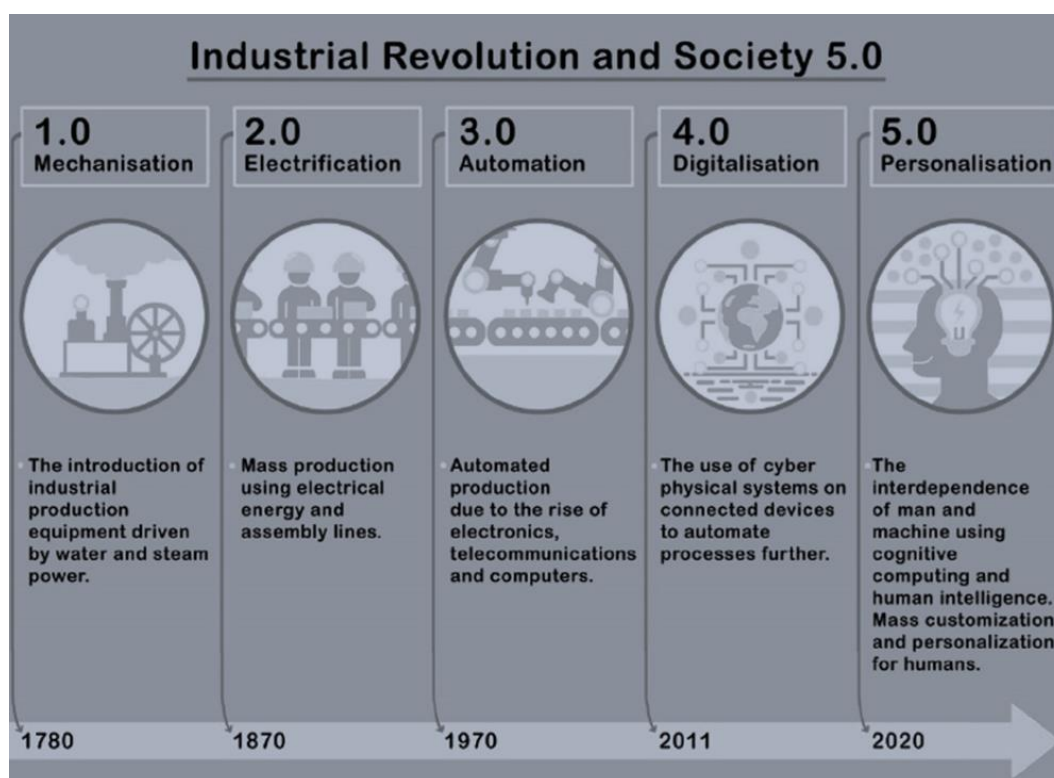 Industrial Revolution and Society 5.0
1.0
Mechanisation
2.0
Electrification
3.0
Automation
4.0
Digitalisation
5.0
Personalisation
The introduction of
industrial
production
equipment driven
by water and steam
power.
Mass production
using electrical
energy and
assembly lines.
Automated
production
due to the rise of
electronics,
telecommunications
and computers.
The use of cyber
physical systems on
connected devices
to automate
processes further.
The
interdependence
of man and
machine using
cognitive
computing and
human intelligence.
Mass customization
and personalization
for humans.
1780
1870
1970
2011
2020